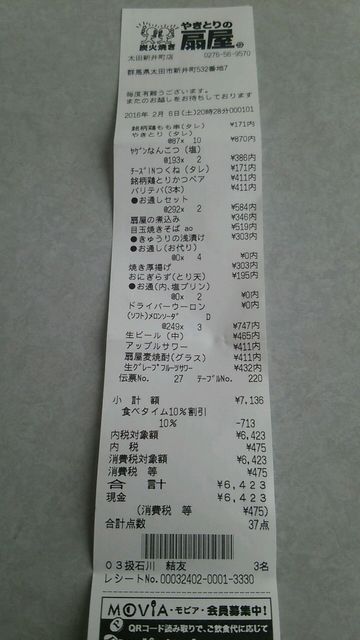 炭火焼き やきとりの 扇屋
太田新井町店 0276-56-9570
群馬県太田市新井町532番地7
毎度有難うございます。
またのお越しをお待ちしております
2016年 2月 6日(土)20時28分000101
銘柄鶏もも串(タレ) ¥171内
やきとり(タレ)
@87x 10 ¥870内
ヤゲンなんこつ(塩)
@193x 2 ¥386内
チーズINつくね(タレ) ¥171内
銘柄鶏とりかつペア ¥411内
パリテバ(3本) ¥411内
●お通しセット
@292x 2 ¥584内
扇屋の煮込み ¥346内
目玉焼きそば ao ¥519内
●きゅうりの浅漬け ¥303内
●お通し(お代り)
@0x 4 ¥0内
焼き厚揚げ ¥303内
おにぎらず(とり天) ¥195内
●お通(内、塩プリン)
@0x 2 ¥0内
ドライバーウーロン ¥0内
(ソフト)メロンソーダ D
@249x 3 ¥747内
生ビール(中) ¥465内
アップルサワー ¥411内
扇屋麦焼酎(グラス) ¥411内
生グレープフルーツサワー ¥432内
伝票No. 27 テーブルNo. 220
小 計 額 ¥7,136
食べタイム10%割引
10% -713
内税対象額 ¥6,423
内 税 ¥475
消費税対象額 ¥6,423
消費税 等 ¥475
合 計 ¥6,423
現金 ¥6,423
(消費税 等 ¥475)
合計点数 37点
03扱石川 結友 3名
レシートNo.00032402-0001-3330
MOViA・モビア・会員募集中!
QRコード読み取りで、ご飲食代に応じて